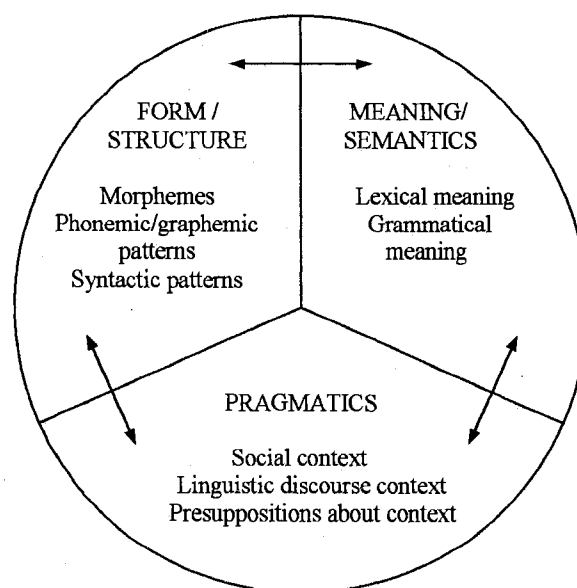 FORM /
STRUCTURE
Morphemes
Phonemic/graphemic
patterns
Syntactic patterns
MEANING/
SEMANTICS
Lexical meaning
Grammatical
meaning
PRAGMATICS
Social context
Linguistic discourse context
Presuppositions about context